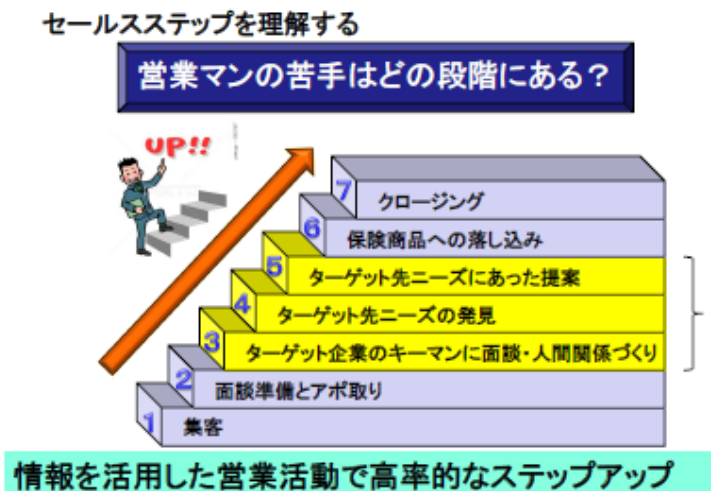 セールスステップを理解する
営業マンの苦手はどの段階にある？
UP!!
7 クロージング
6 保険商品への落し込み
5 ターゲット先ニーズにあった提案
4 ターゲット先ニーズの発見
3 ターゲット企業のキーマンに面談・人間関係づくり
2 面談準備とアポ取り
1 集客
情報を活用した営業活動で高率的なステップアップ